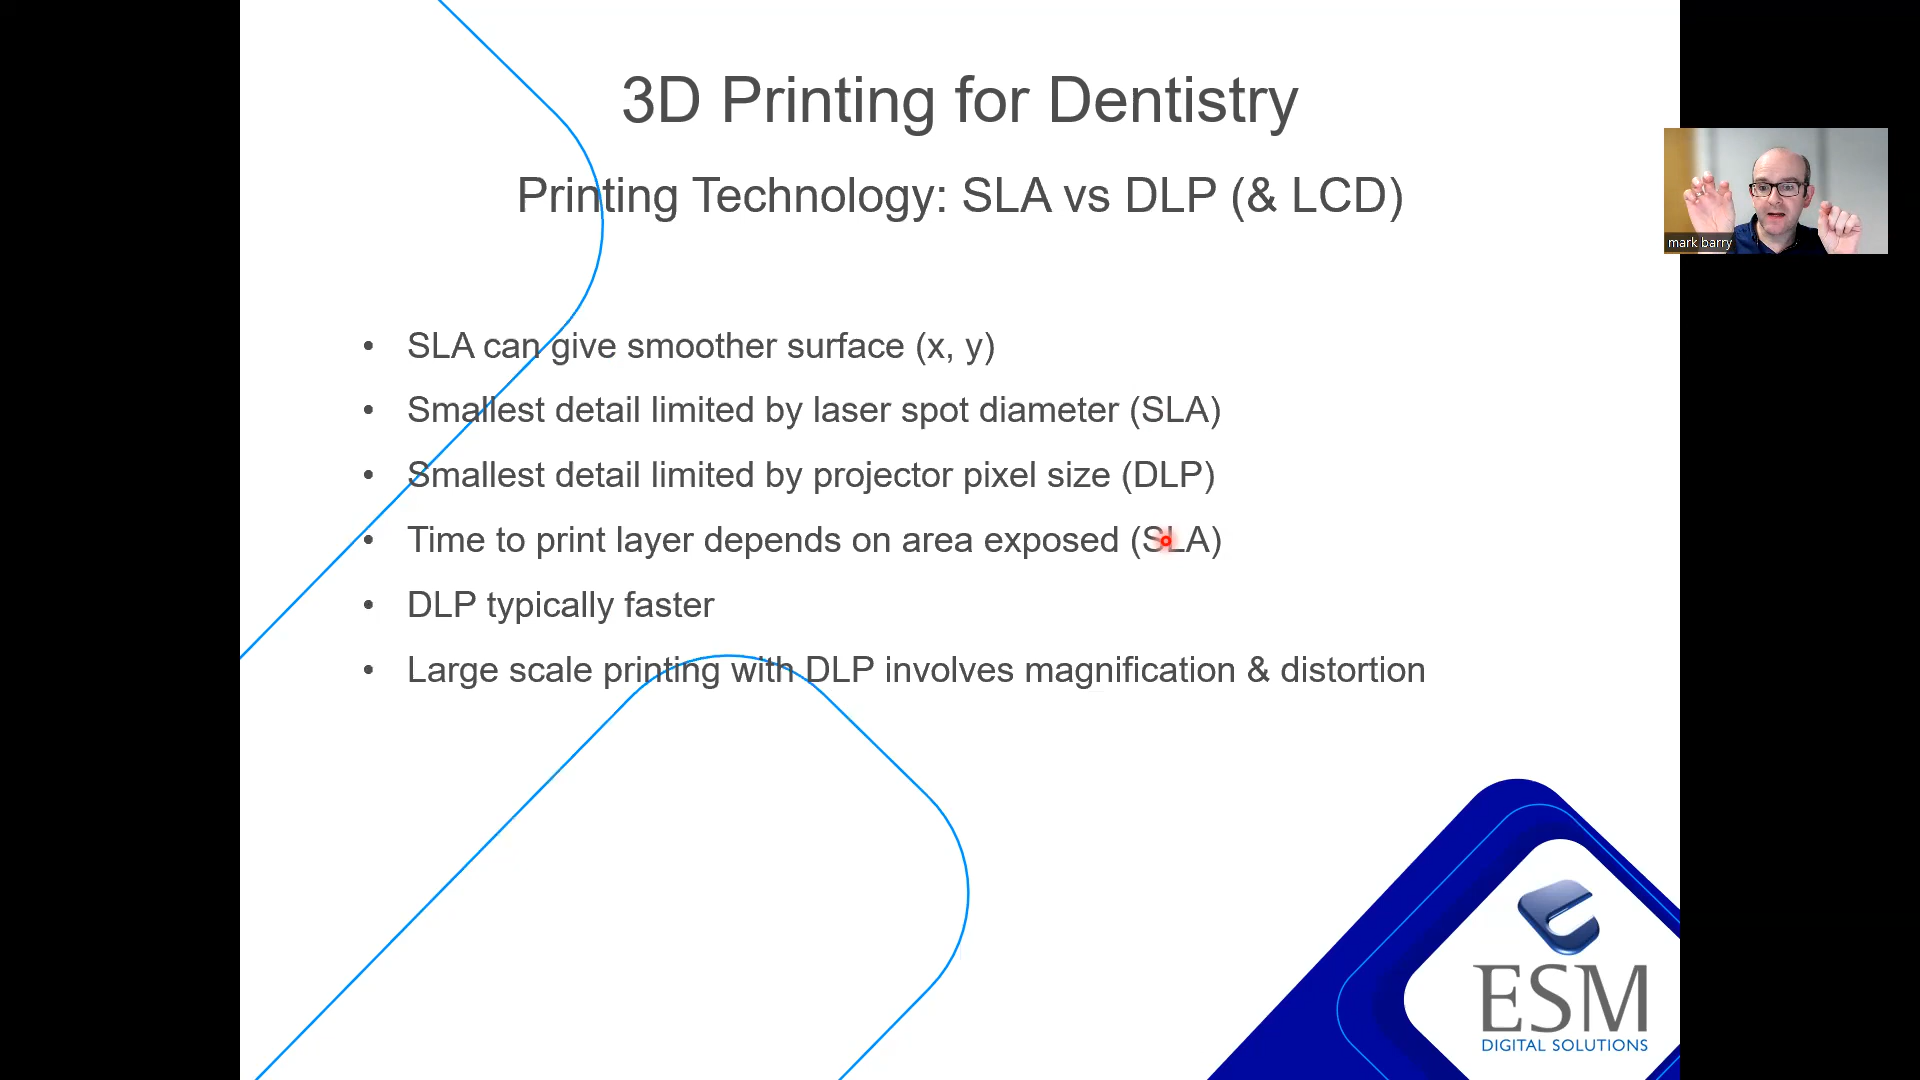 3D Printing for Dentistry
Printing Technology: SLA vs DLP (& LCD)
mark barry
• SLA can give smoother surface (x, y)
• Smallest detail limited by laser spot diameter (SLA)
• Smallest detail limited by projector pixel size (DLP)
• Time to print layer depends on area exposed (SLA)
• DLP typically faster
• Large scale printing with DLP involves magnification & distortion
ESM
DIGITAL SOLUTIONS